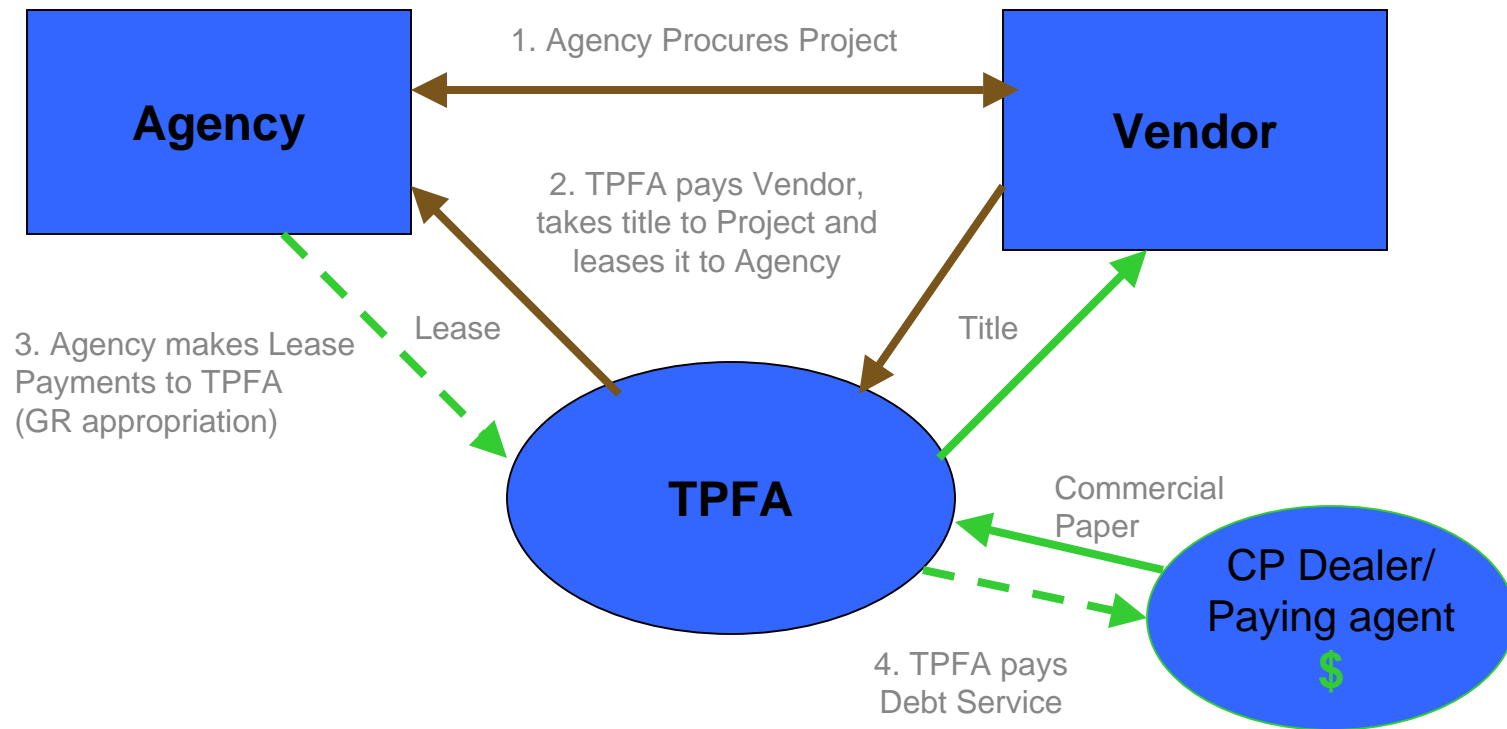 1. Agency Procures Project
Agency
Vendor
2. TPFA pays Vendor,
takes title to Project and
leases it to Agency
Lease
Title
3. Agency makes Lease
Payments to TPFA
(GR appropriation)
TPFA
Commercial
Paper
CP Dealer/
Paying agent
$
4. TPFA pays
Debt Service